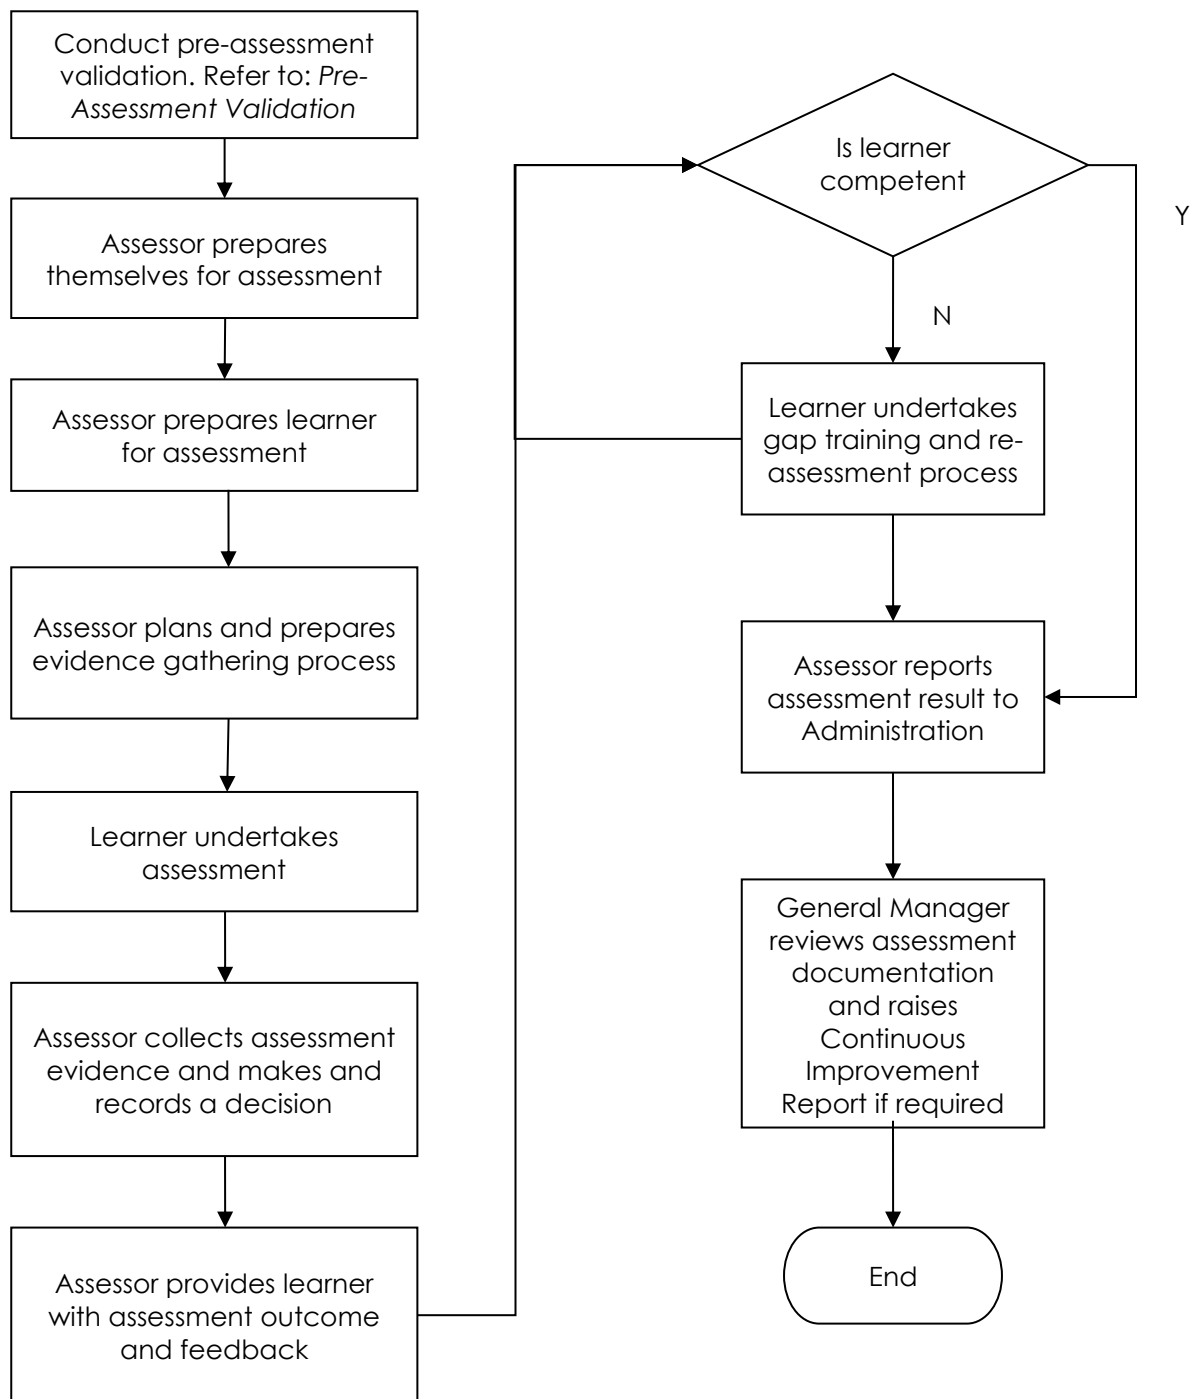 Conduct pre-assessment
validation. Refer to: Pre-
Assessment Validation
Assessor prepares
themselves for assessment
Assessor prepares learner
for assessment
Assessor plans and prepares
evidence gathering process
Learner undertakes
assessment
Assessor collects assessment
evidence and makes and
records a decision
Assessor provides learner
with assessment outcome
and feedback
Is learner
competent
Y
N
Learner undertakes
gap training and re-
assessment process
Assessor reports
assessment result to
Administration
General Manager
reviews assessment
documentation
and raises
Continuous
Improvement
Report if required
End